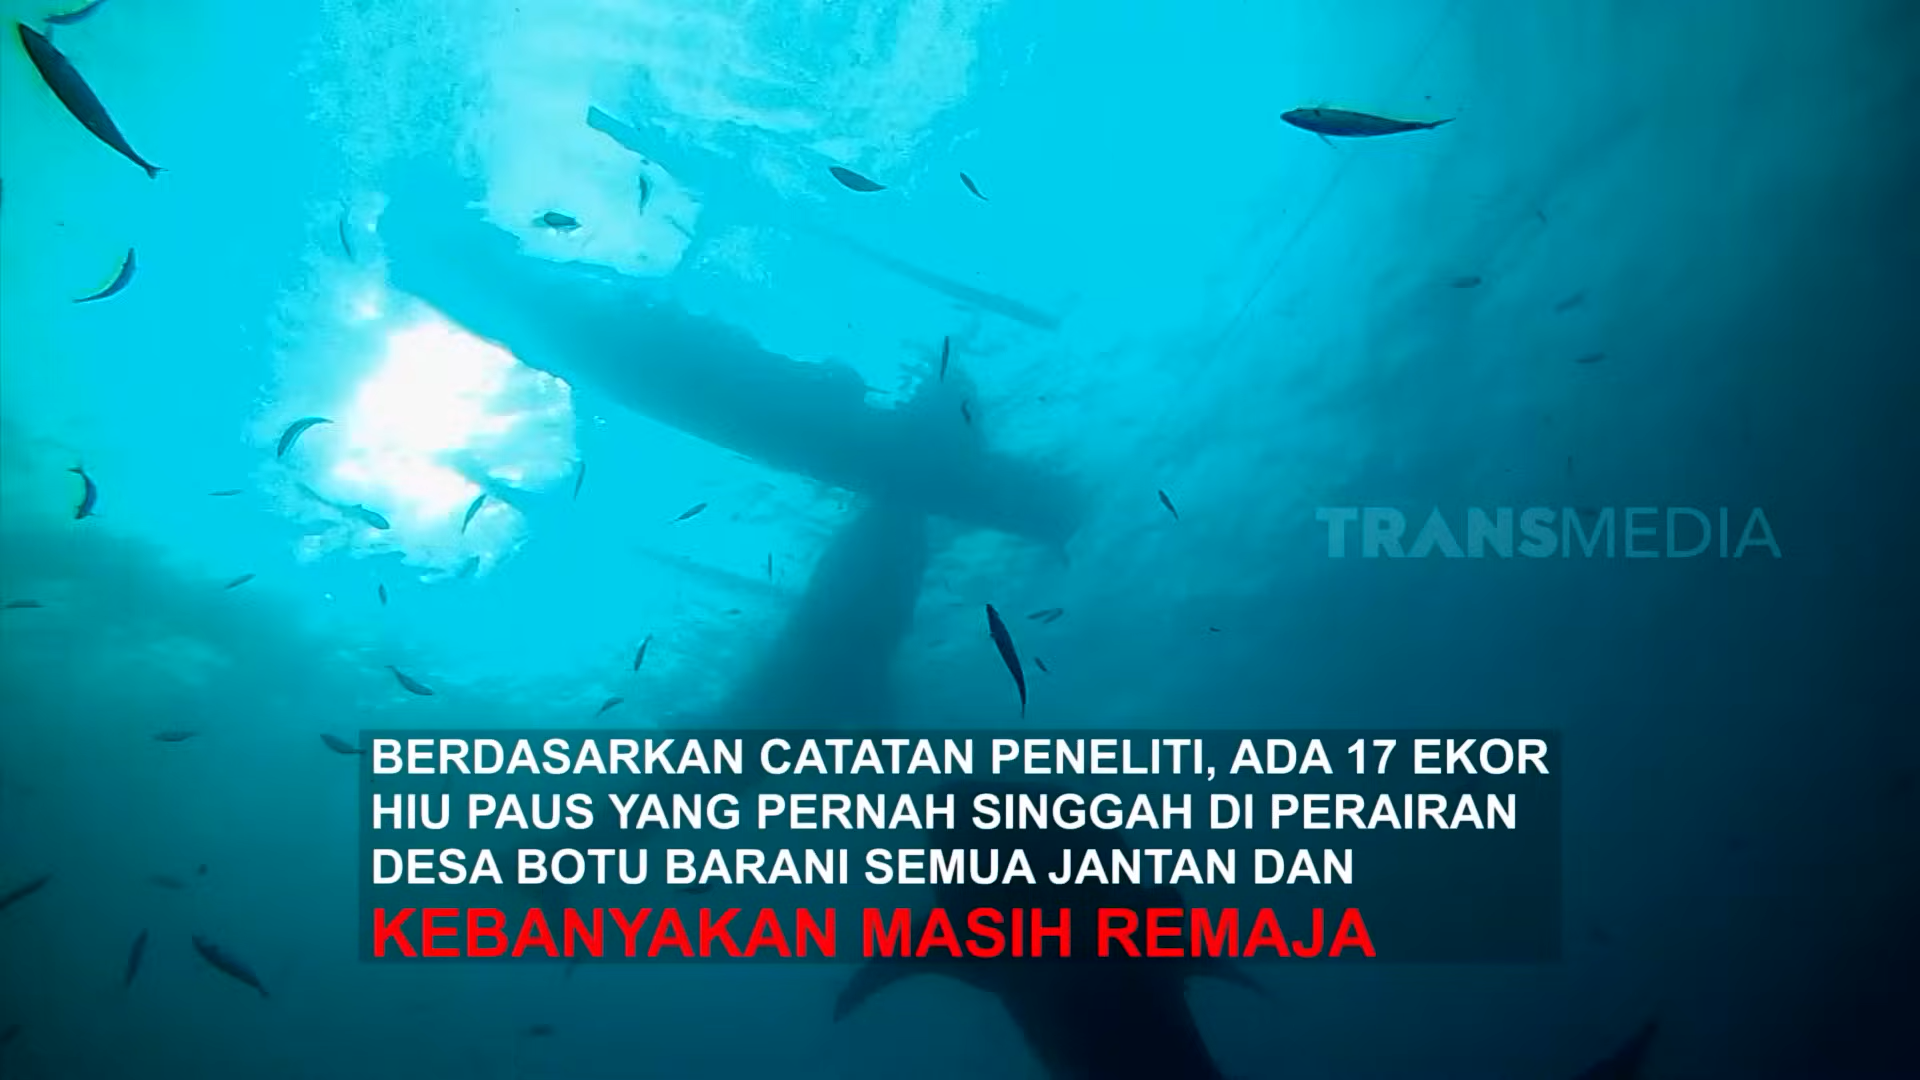 TRANSMEDIA
BERDASARKAN CATATAN PENELITI, ADA 17 EKOR
HIU PAUS YANG PERNAH SINGGAH DI PERAIRAN
DESA BOTU BARANI SEMUA JANTAN DAN
KEBANYAKAN MASIH REMAJA